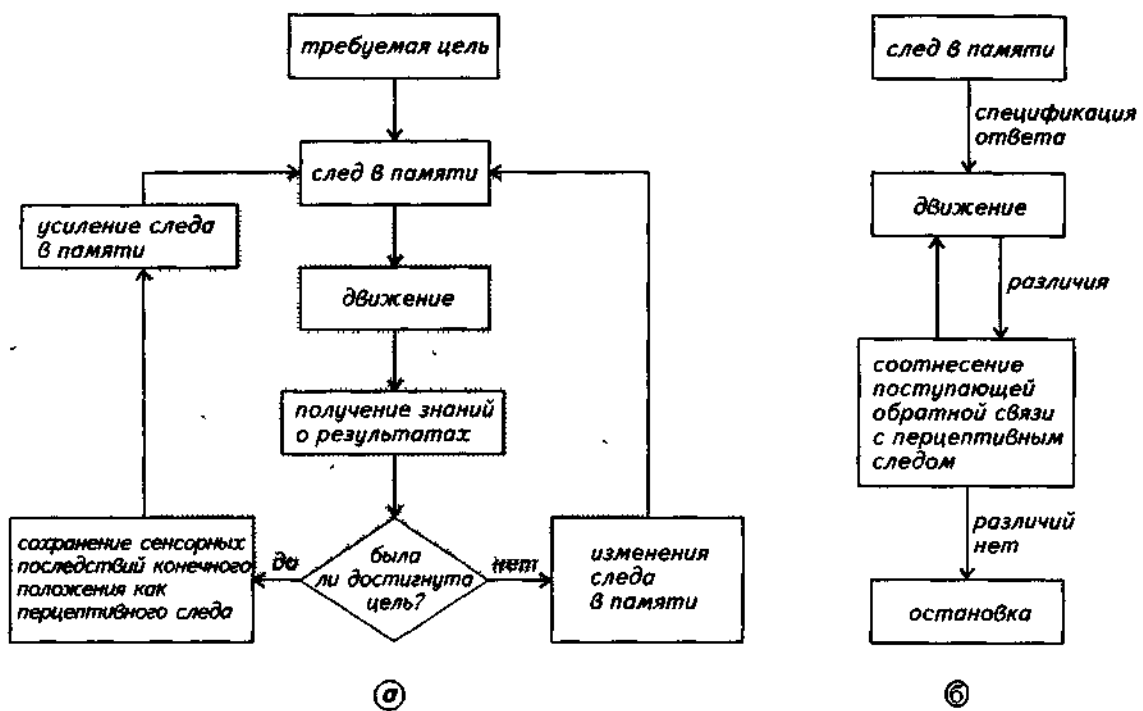 требуемая цель
след в памяти
усиление следа
в памяти
движение
получение знаний
о результатах
сохранение сенсорных
последствий конечного
положения как
перцептивного следа
да
была
ли достигнута
цель?
нет
изменения
следа
в памяти
а
след в памяти
спецификация
ответа
движение
различия
соотнесение
поступающей
обратной связи
с перцептивным
следом
различий
нет
остановка
б